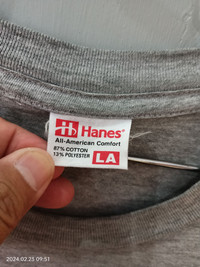 Hanes®
All-American Comfort
87% COTTON
13% POLYESTER
LA
2024.02.25 09:51